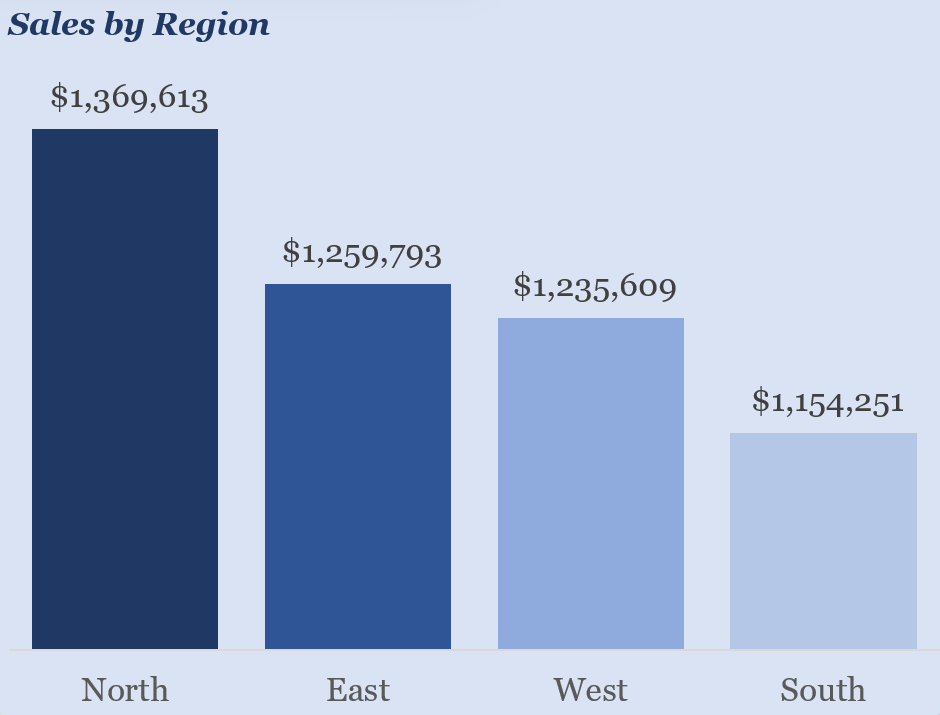 Sales by Region
$1,369,613
$1,259,793
$1,235,609
$1,154,251
North East West South